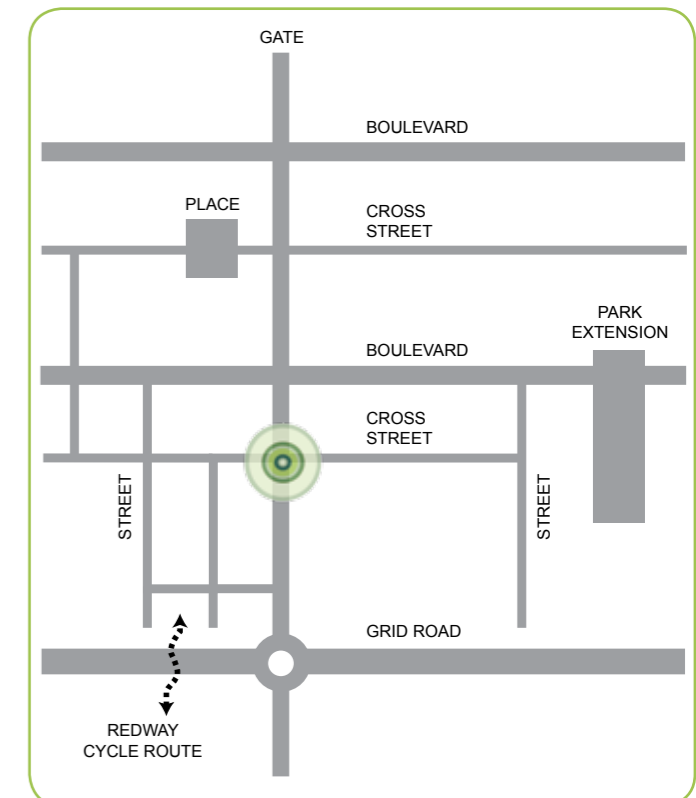 GATE
BOULEVARD
PLACE
CROSS
STREET
PARK
EXTENSION
BOULEVARD
CROSS
STREET
STREET
STREET
GRID ROAD
REDWAY
CYCLE ROUTE